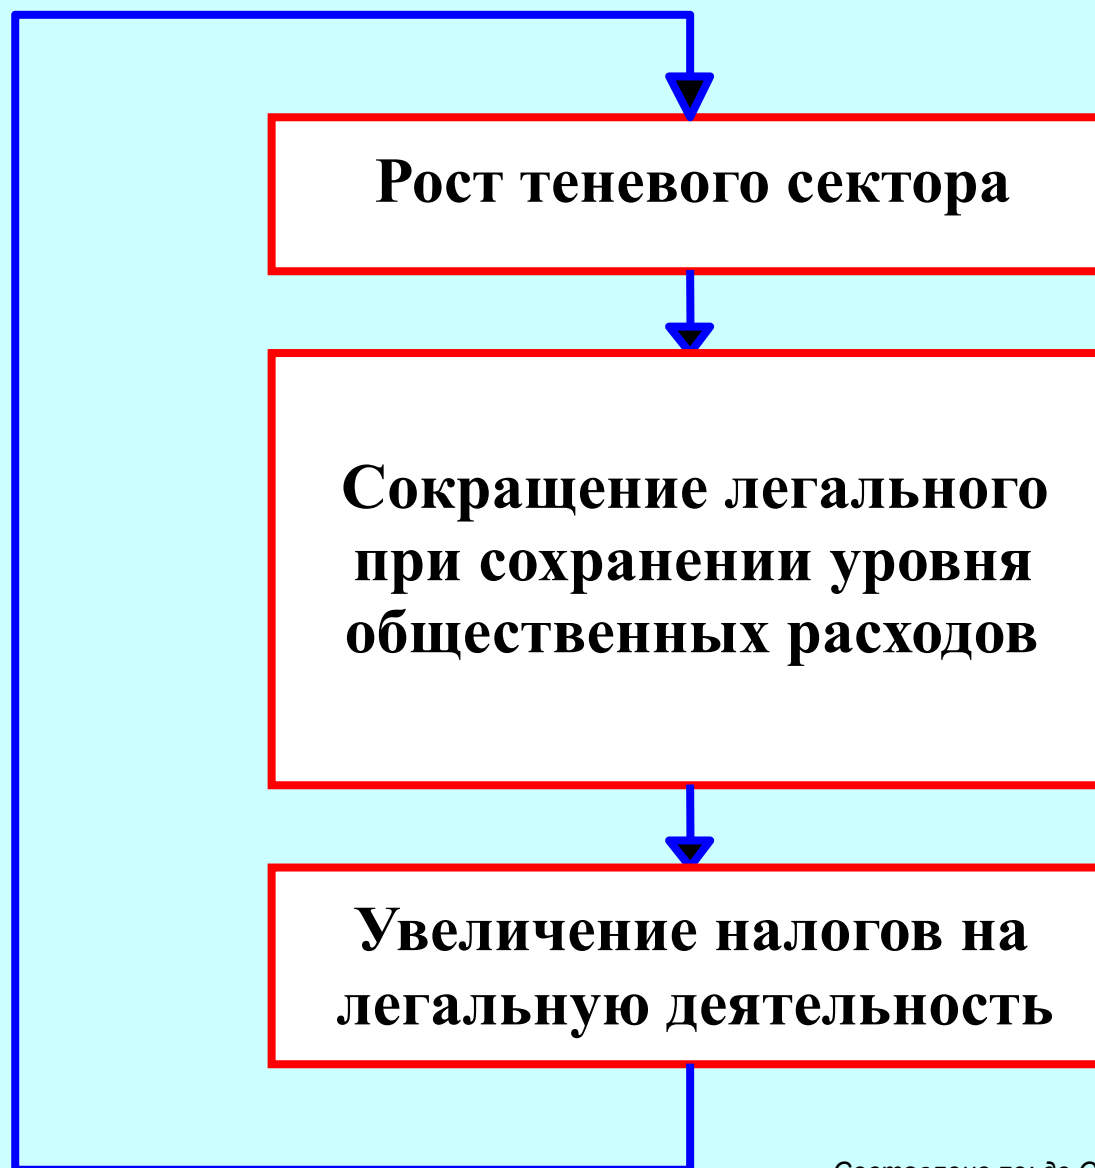 Рост теневого сектора
Сокращение легального
при сохранении уровня
общественных расходов
Увеличение налогов на
легальную деятельность